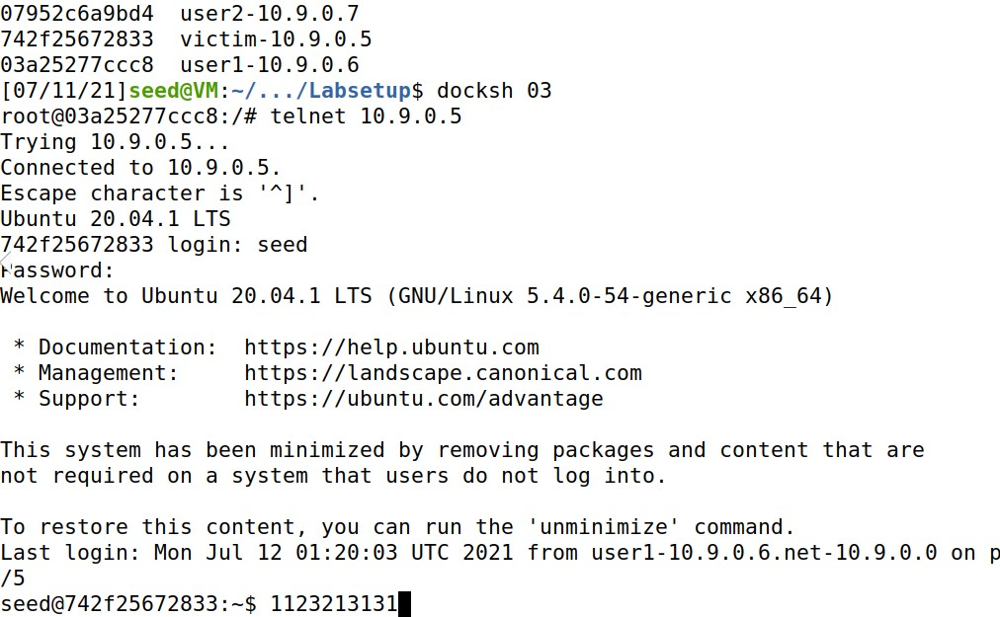 07952c6a9bd4  user2-10.9.0.7
742f25672833  victim-10.9.0.5
03a25277ccc8  user1-10.9.0.6
[07/11/21]seed@VM:~/.../Labsetup$ docksh 03
root@03a25277ccc8:/# telnet 10.9.0.5
Trying 10.9.0.5...
Connected to 10.9.0.5.
Escape character is '^]'.
Ubuntu 20.04.1 LTS
742f25672833 login: seed
Password:
Welcome to Ubuntu 20.04.1 LTS (GNU/Linux 5.4.0-54-generic x86_64)

 * Documentation:  https://help.ubuntu.com
 * Management:     https://landscape.canonical.com
 * Support:        https://ubuntu.com/advantage

This system has been minimized by removing packages and content that are
not required on a system that users do not log into.

To restore this content, you can run the 'unminimize' command.
Last login: Mon Jul 12 01:20:03 UTC 2021 from user1-10.9.0.6.net-10.9.0.0 on p
/5
seed@742f25672833:~$ 1123213131